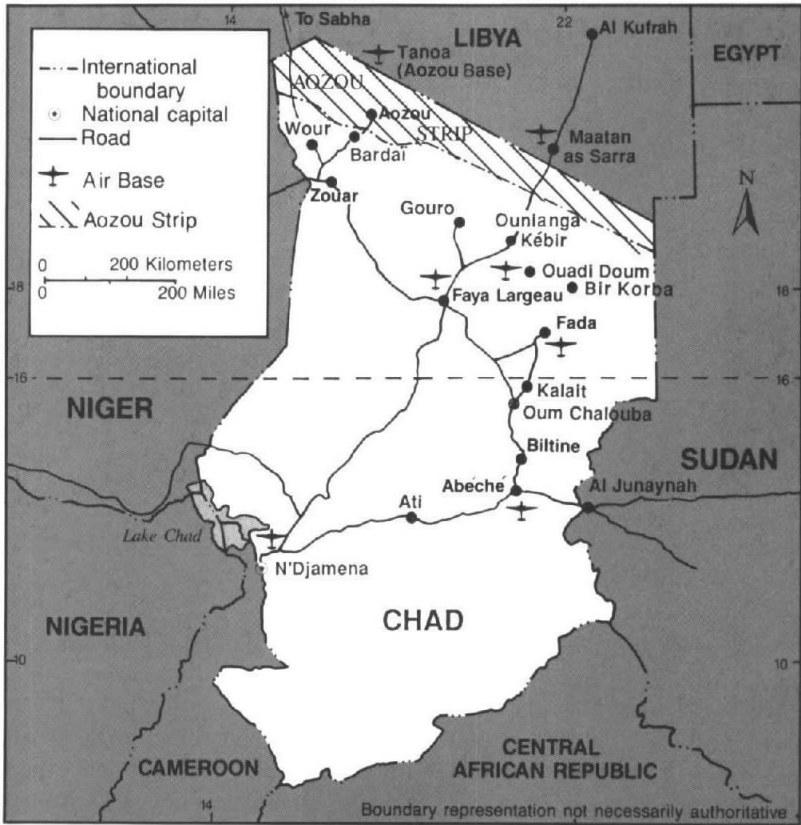 14
To Sabha
LIBYA
22
Al Kufrah
EGYPT
International
boundary
National capital
Road
Air Base
Aozou Strip
0 200 Kilometers
0 200 Miles
Tanoa
(Aozou Base)
AOZOU
STRIP
Aozou
Wour
Bardaï
Zouar
Maatan
as Sarra
N
Gouro
Ounianga
Kébir
Ouadi Doum
Bir Korba
18
18
Faya Largeau
Fada
16
16
Kalait
Oum Chalouba
NIGER
Biltine
SUDAN
Abéché
Al Junaynah
Ati
Lake Chad
N'Djamena
NIGERIA
CHAD
10
10
CAMEROON
CENTRAL
AFRICAN REPUBLIC
14
22
Boundary representation not necessarily authoritative